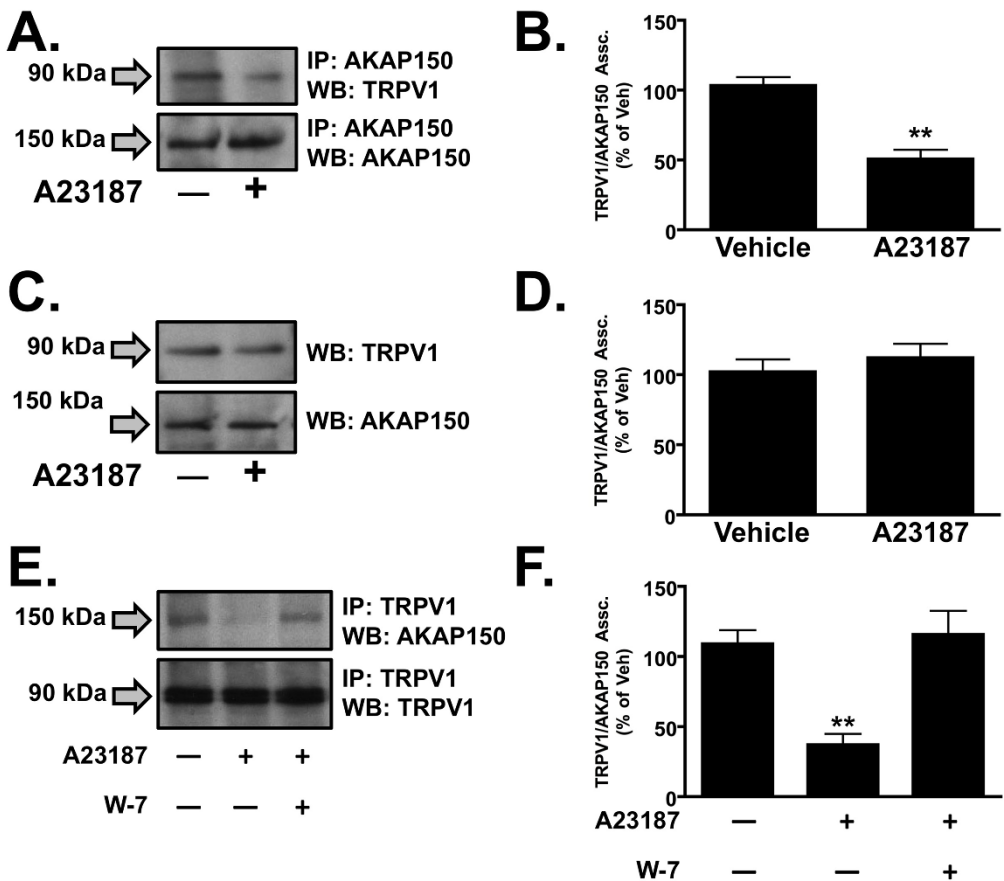 A.
90 kDa
IP: AKAP150
WB: TRPV1
150 kDa
IP: AKAP150
WB: AKAP150
A23187 — +
B.
TRPV1/AKAP150 Assc.
(% of Veh)
150
100
50
0
**
Vehicle A23187
C.
90 kDa
WB: TRPV1
150 kDa
WB: AKAP150
A23187 — +
D.
TRPV1/AKAP150 Assc.
(% of Veh)
150
100
50
0
Vehicle A23187
E.
150 kDa
IP: TRPV1
WB: AKAP150
90 kDa
IP: TRPV1
WB: TRPV1
A23187 — + +
W-7 — — +
F.
TRPV1/AKAP150 Assc.
(% of Veh)
150
100
50
0
**
A23187 — + +
W-7 — — +